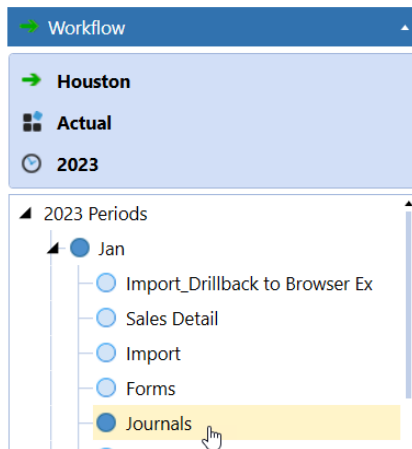 Workflow
Houston
Actual
2023
2023 Periods
Jan
Import_Drillback to Browser Ex
Sales Detail
Import
Forms
Journals